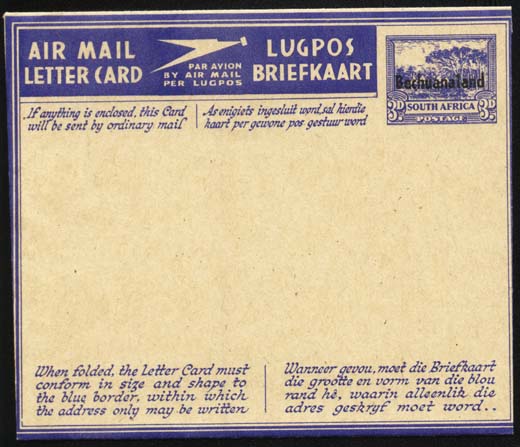 AIR MAIL
LETTER CARD
PAR AVION
BY AIR MAIL
PER LUGPOS
LUGPOS
BRIEFKAART
Bechuanaland
SOUTH AFRICA
3D. 3D.
POSTAGE
If anything is enclosed, this Card
will be sent by ordinary mail
As enigiets ingesluit word, sal hierdie
kaart per gewone pos gestuur word
When folded, the Letter Card must
conform in size and shape to
the blue border, within which
the address only may be written
Wanneer gevou, moet die Briefkaart
die grootte en vorm van die blou
rand hê, waarin alleenlik die
adres geskryf moet word..